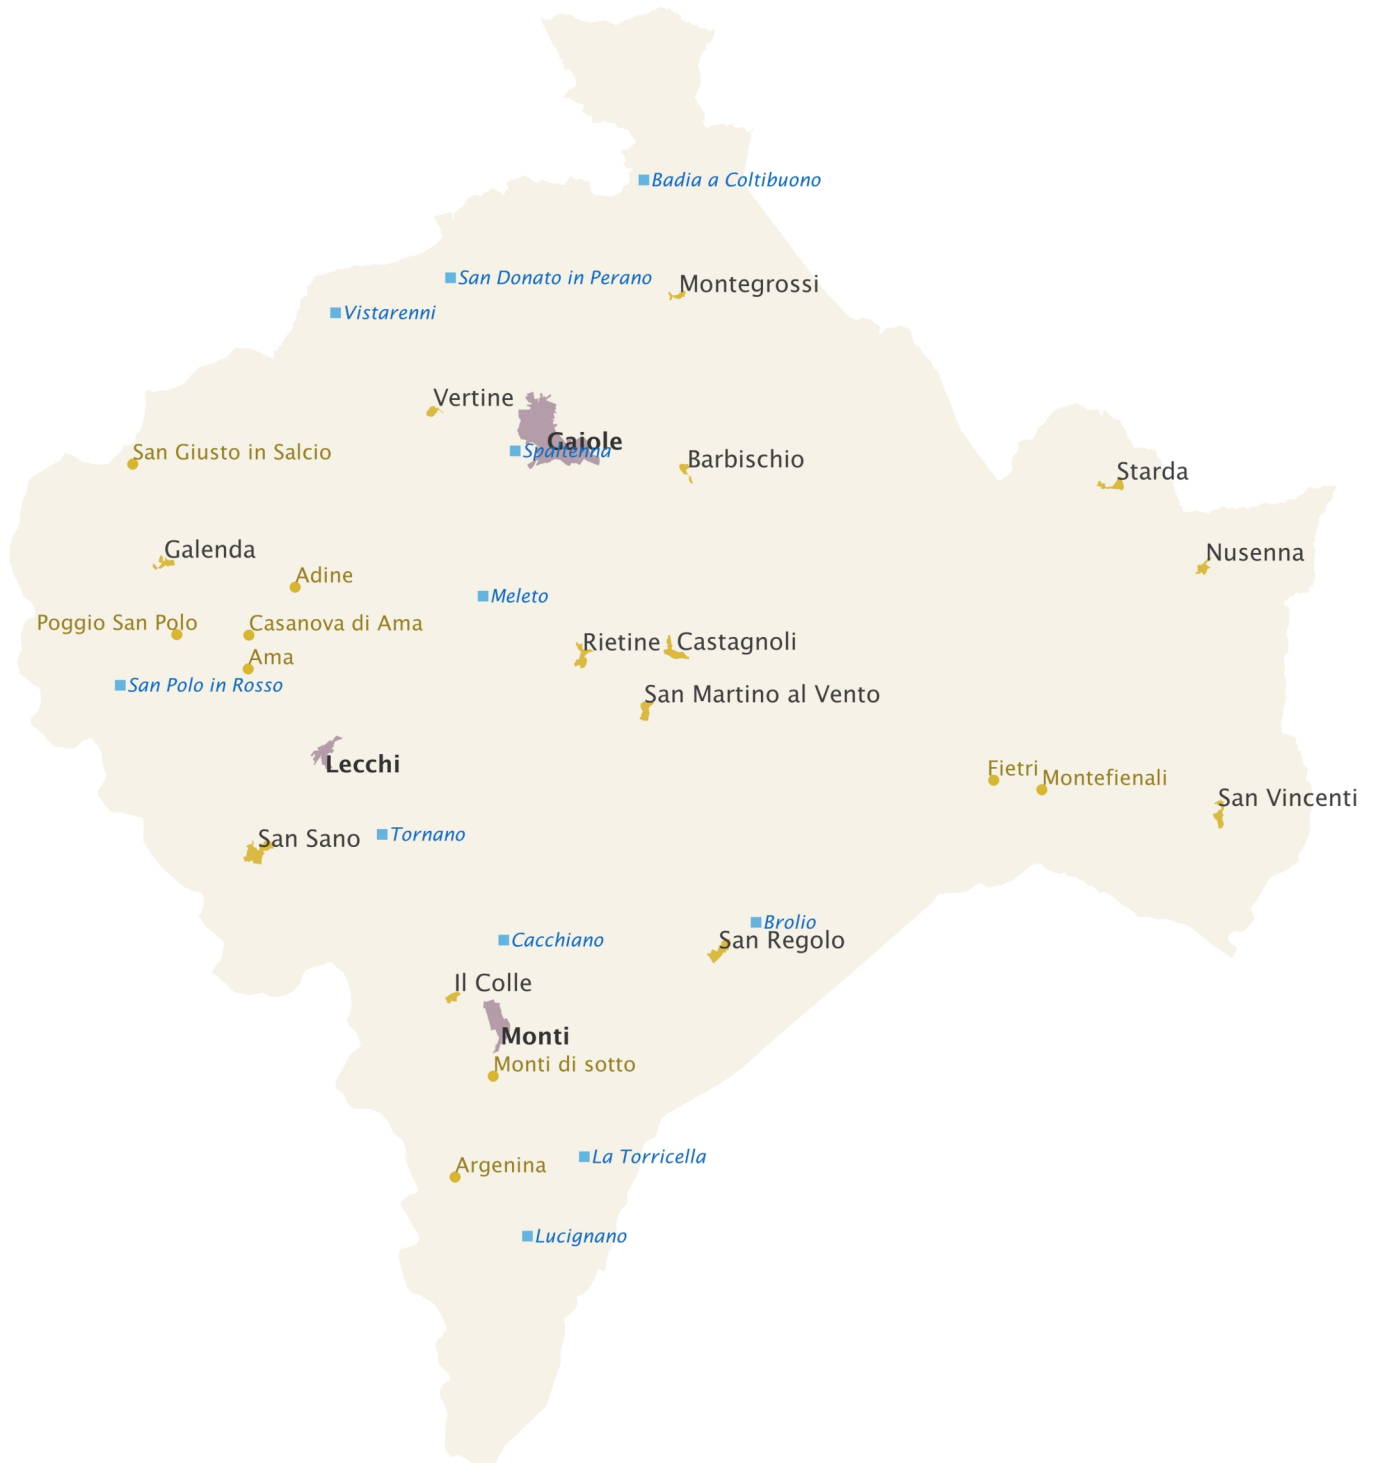 Badia a Coltibuono
San Donato in Perano
Montegrossi
Vistarenni
Vertine
Gaiole
Spaltenna
San Giusto in Salcio
Barbischio
Starda
Galenda
Nusenna
Adine
Meleto
Poggio San Polo
Casanova di Ama
Rietine
Castagnoli
Ama
San Polo in Rosso
San Martino al Vento
Lecchi
Fietri
Montefienali
San Vincenti
San Sano
Tornano
Brolio
Cacchiano
San Regolo
Il Colle
Monti
Monti di sotto
La Torricella
Argenina
Lucignano